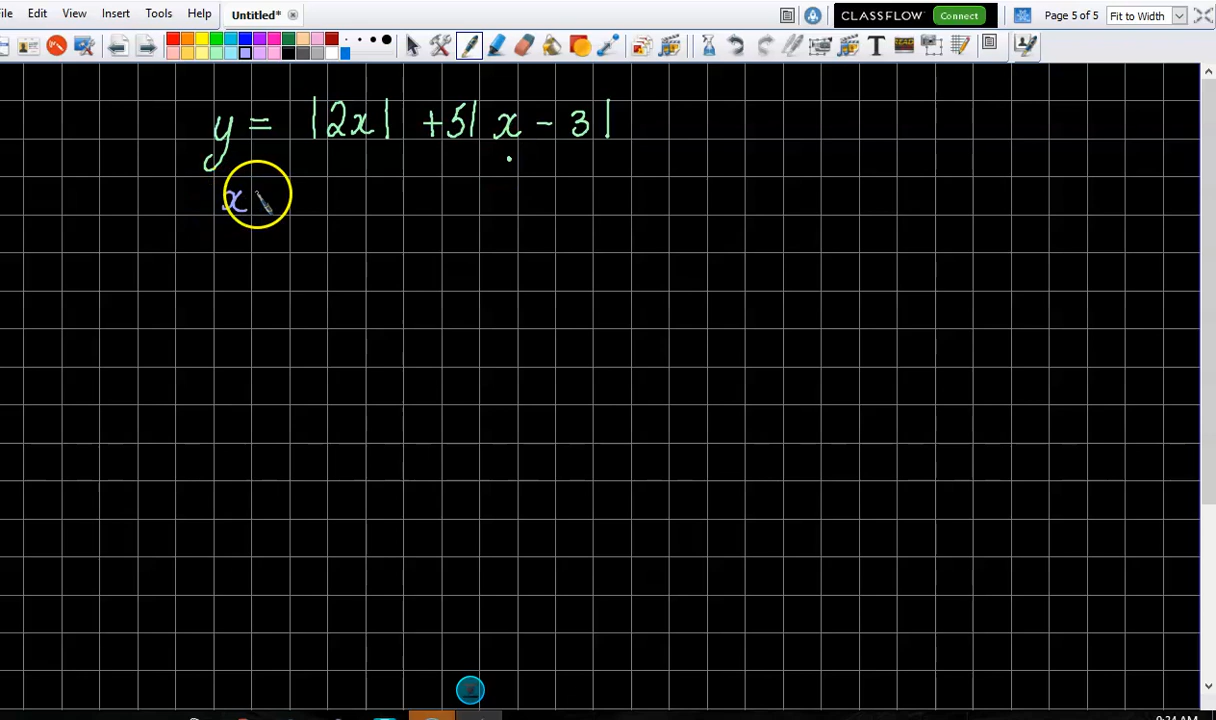 File Edit View Insert Tools Help Untitled* CLASSFLOW Connect Page 5 of 5 Fit to Width
y = |2x| +5| x - 3|
x